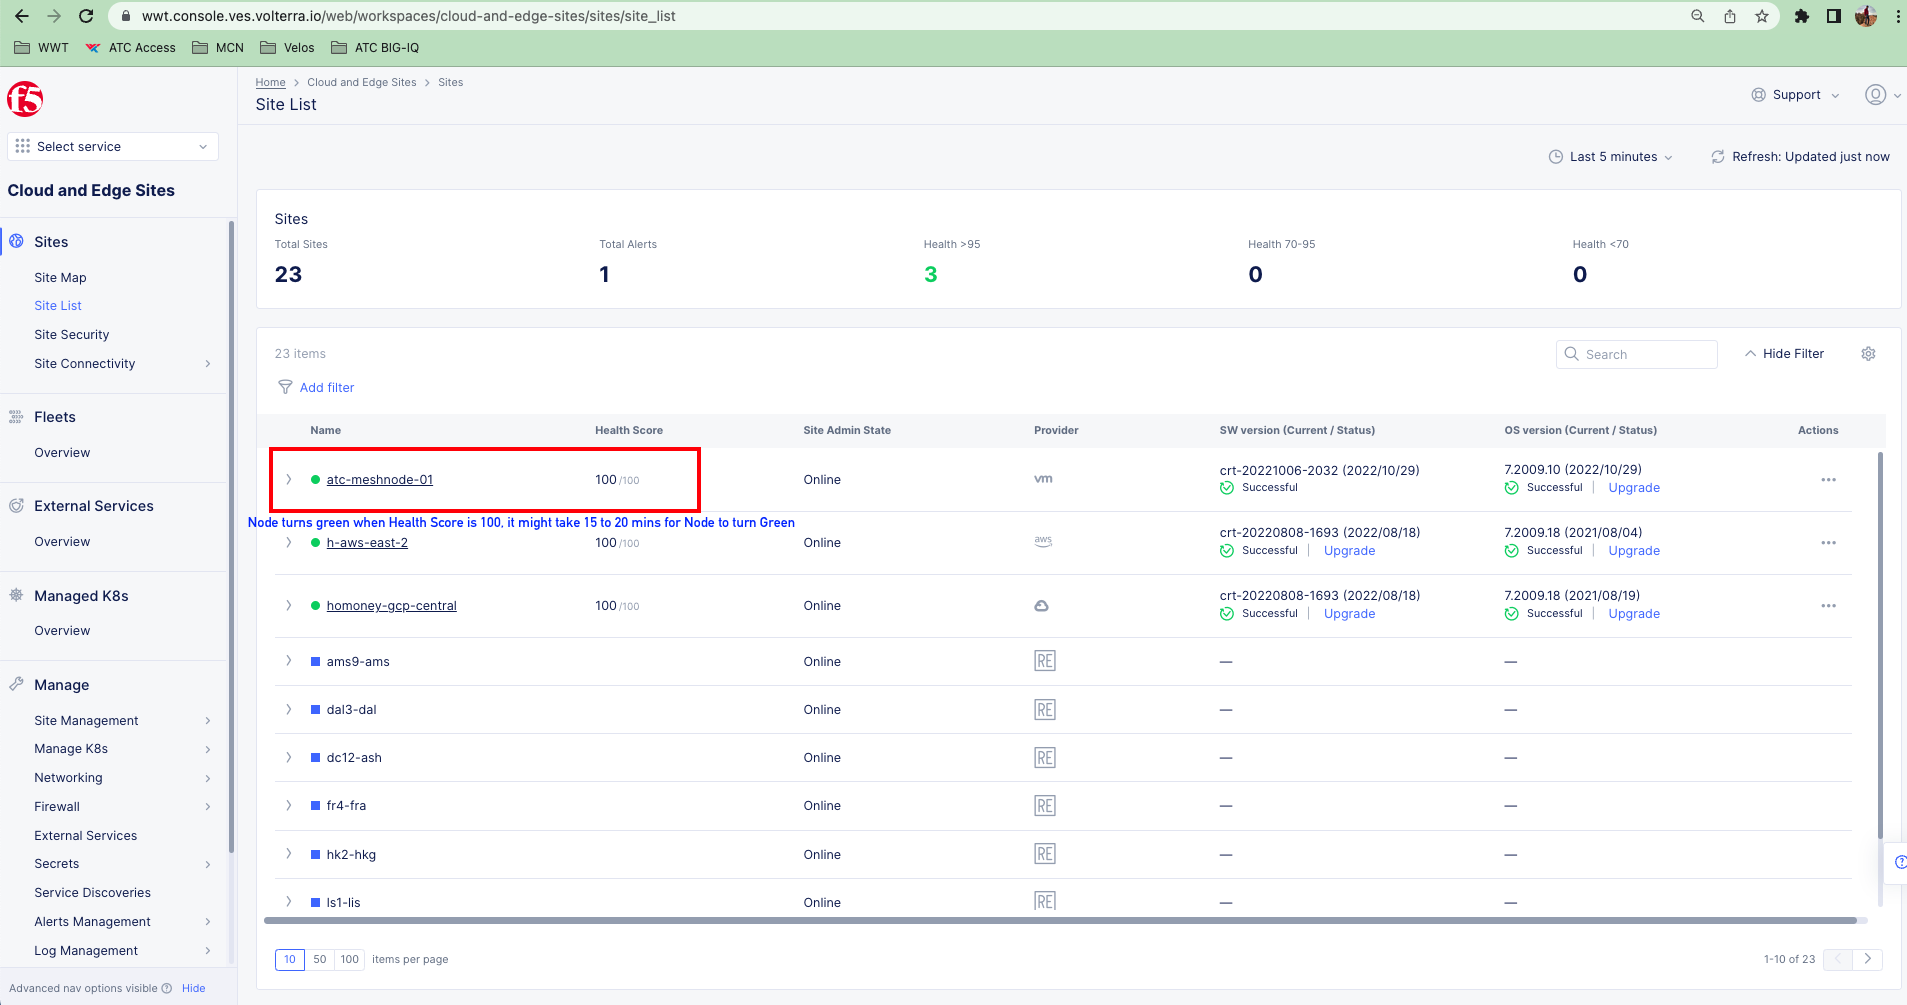 wwt.console.ves.volterra.io/web/workspaces/cloud-and-edge-sites/sites/site_list
WWT ATC Access MCN Velos ATC BIG-IQ
f5
Select service
Cloud and Edge Sites
Sites
Site Map
Site List
Site Security
Site Connectivity
Fleets
Overview
External Services
Overview
Managed K8s
Overview
Manage
Site Management
Manage K8s
Networking
Firewall
External Services
Secrets
Service Discoveries
Alerts Management
Log Management
Advanced nav options visible Hide
Home > Cloud and Edge Sites > Sites
Site List
Support
Last 5 minutes Refresh: Updated just now
Sites
Total Sites Total Alerts Health >95 Health 70-95 Health <70
23 1 3 0 0
23 items
Search Hide Filter
Add filter
Name Health Score Site Admin State Provider SW version (Current / Status) OS version (Current / Status) Actions
atc-meshnode-01 100 /100 Online vm crt-20221006-2032 (2022/10/29) 7.2009.10 (2022/10/29)
Successful Successful | Upgrade
Node turns green when Health Score is 100, it might take 15 to 20 mins for Node to turn Green
h-aws-east-2 100 /100 Online aws crt-20220808-1693 (2022/08/18) 7.2009.18 (2021/08/04)
Successful | Upgrade Successful | Upgrade
homoney-gcp-central 100 /100 Online crt-20220808-1693 (2022/08/18) 7.2009.18 (2021/08/19)
Successful | Upgrade Successful | Upgrade
ams9-ams Online RE — —
dal3-dal Online RE — —
dc12-ash Online RE — —
fr4-fra Online RE — —
hk2-hkg Online RE — —
ls1-lis Online RE — —
10 50 100 items per page
1-10 of 23